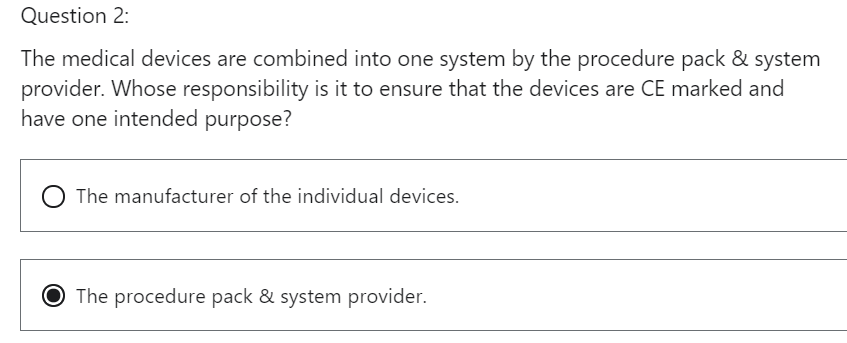 Question 2:
The medical devices are combined into one system by the procedure pack & system
provider. Whose responsibility is it to ensure that the devices are CE marked and
have one intended purpose?
The manufacturer of the individual devices.
The procedure pack & system provider.